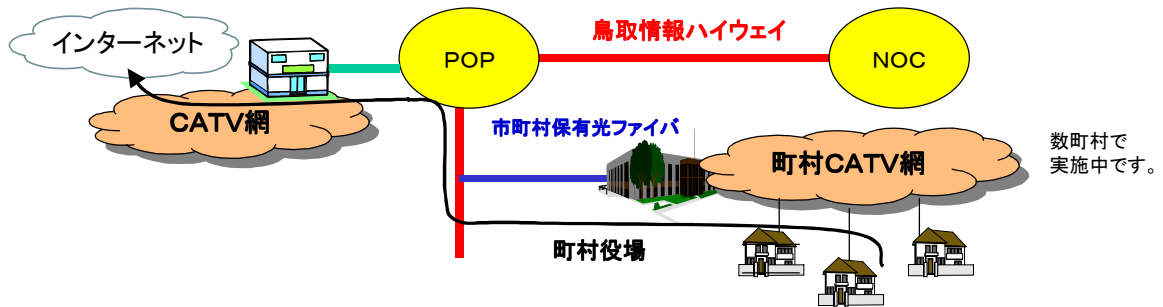 インターネット
POP
鳥取情報ハイウェイ
NOC
CATV網
市町村保有光ファイバ
町村CATV網
数町村で
実施中です。
町村役場